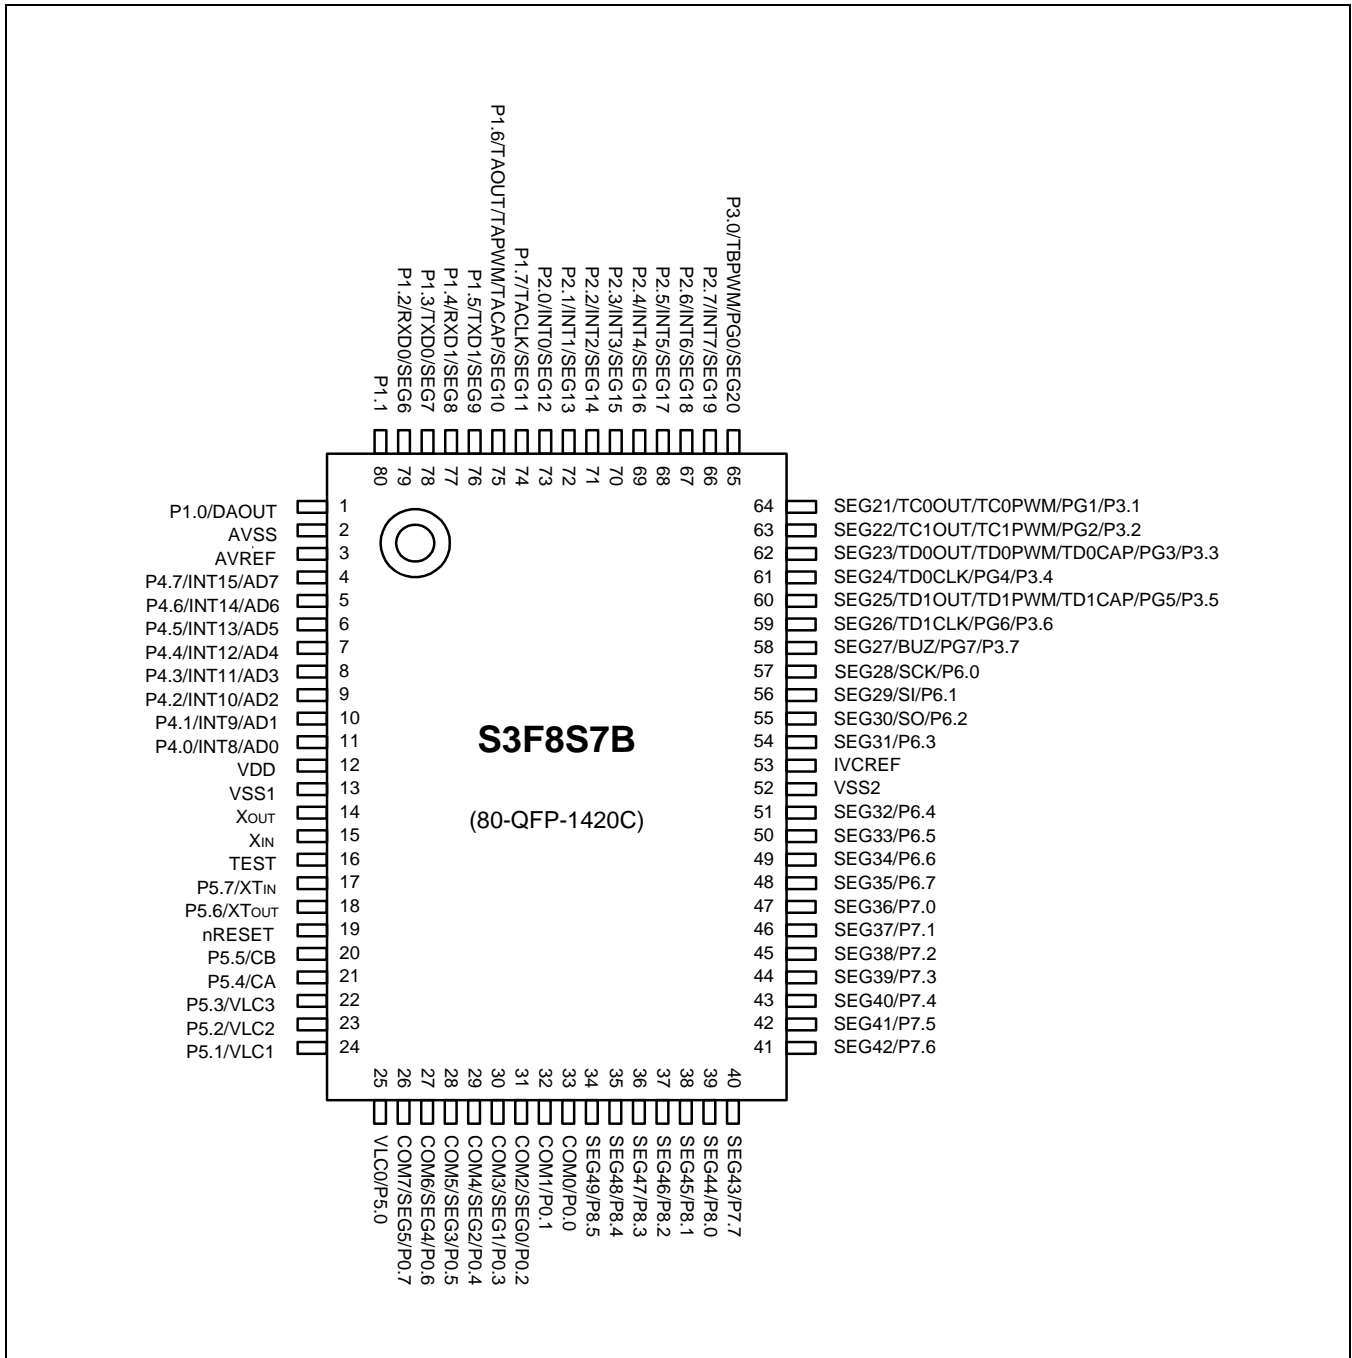 P1.1
P1.2/RXD0/SEG6
P1.3/TXD0/SEG7
P1.4/RXD1/SEG8
P1.5/TXD1/SEG9
P1.6/TAOUT/TAPWM/TACAP/SEG10
P1.7/TACLK/SEG11
P2.0/INT0/SEG12
P2.1/INT1/SEG13
P2.2/INT2/SEG14
P2.3/INT3/SEG15
P2.4/INT4/SEG16
P2.5/INT5/SEG17
P2.6/INT6/SEG18
P2.7/INT7/SEG19
P3.0/TBPWM/PG0/SEG20
80 79 78 77 76 75 74 73 72 71 70 69 68 67 66 65
P1.0/DAOUT 1
AVSS 2
AVREF 3
P4.7/INT15/AD7 4
P4.6/INT14/AD6 5
P4.5/INT13/AD5 6
P4.4/INT12/AD4 7
P4.3/INT11/AD3 8
P4.2/INT10/AD2 9
P4.1/INT9/AD1 10
P4.0/INT8/AD0 11
VDD 12
VSS1 13
XOUT 14
XIN 15
TEST 16
P5.7/XTIN 17
P5.6/XTOUT 18
nRESET 19
P5.5/CB 20
P5.4/CA 21
P5.3/VLC3 22
P5.2/VLC2 23
P5.1/VLC1 24
S3F8S7B
(80-QFP-1420C)
64 SEG21/TC0OUT/TC0PWM/PG1/P3.1
63 SEG22/TC1OUT/TC1PWM/PG2/P3.2
62 SEG23/TD0OUT/TD0PWM/TD0CAP/PG3/P3.3
61 SEG24/TD0CLK/PG4/P3.4
60 SEG25/TD1OUT/TD1PWM/TD1CAP/PG5/P3.5
59 SEG26/TD1CLK/PG6/P3.6
58 SEG27/BUZ/PG7/P3.7
57 SEG28/SCK/P6.0
56 SEG29/SI/P6.1
55 SEG30/SO/P6.2
54 SEG31/P6.3
53 IVCREF
52 VSS2
51 SEG32/P6.4
50 SEG33/P6.5
49 SEG34/P6.6
48 SEG35/P6.7
47 SEG36/P7.0
46 SEG37/P7.1
45 SEG38/P7.2
44 SEG39/P7.3
43 SEG40/P7.4
42 SEG41/P7.5
41 SEG42/P7.6
25 26 27 28 29 30 31 32 33 34 35 36 37 38 39 40
VLC0/P5.0
COM7/SEG5/P0.7
COM6/SEG4/P0.6
COM5/SEG3/P0.5
COM4/SEG2/P0.4
COM3/SEG1/P0.3
COM2/SEG0/P0.2
COM1/P0.1
COM0/P0.0
SEG49/P8.5
SEG48/P8.4
SEG47/P8.3
SEG46/P8.2
SEG45/P8.1
SEG44/P8.0
SEG43/P7.7